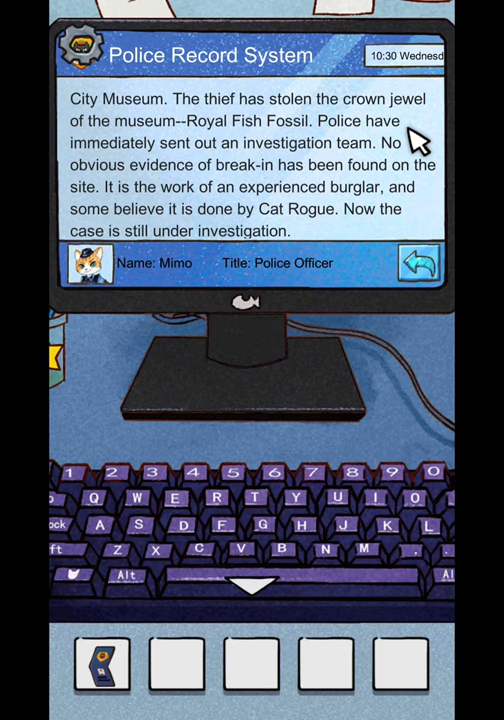 Police Record System
10:30 Wednesd
City Museum. The thief has stolen the crown jewel
of the museum--Royal Fish Fossil. Police have
immediately sent out an investigation team. No
obvious evidence of break-in has been found on the
site. It is the work of an experienced burglar, and
some believe it is done by Cat Rogue. Now the
case is still under investigation.
Name: Mimo Title: Police Officer
1 2 3 4 5 6 7 8 9 0
Q W E R T Y U I O
ock A S D F G H J K L
ft Z X C V B N M , .
Alt Al